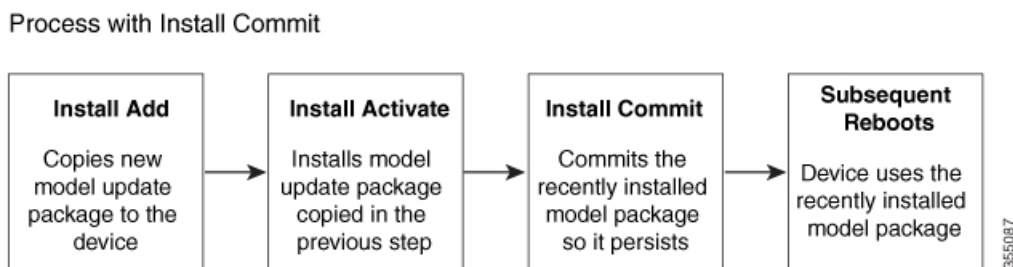 Process with Install Commit
Install Add
Copies new
model update
package to the
device
Install Activate
Installs model
update package
copied in the
previous step
Install Commit
Commits the
recently installed
model package
so it persists
Subsequent
Reboots
Device uses the
recently installed
model package
355087